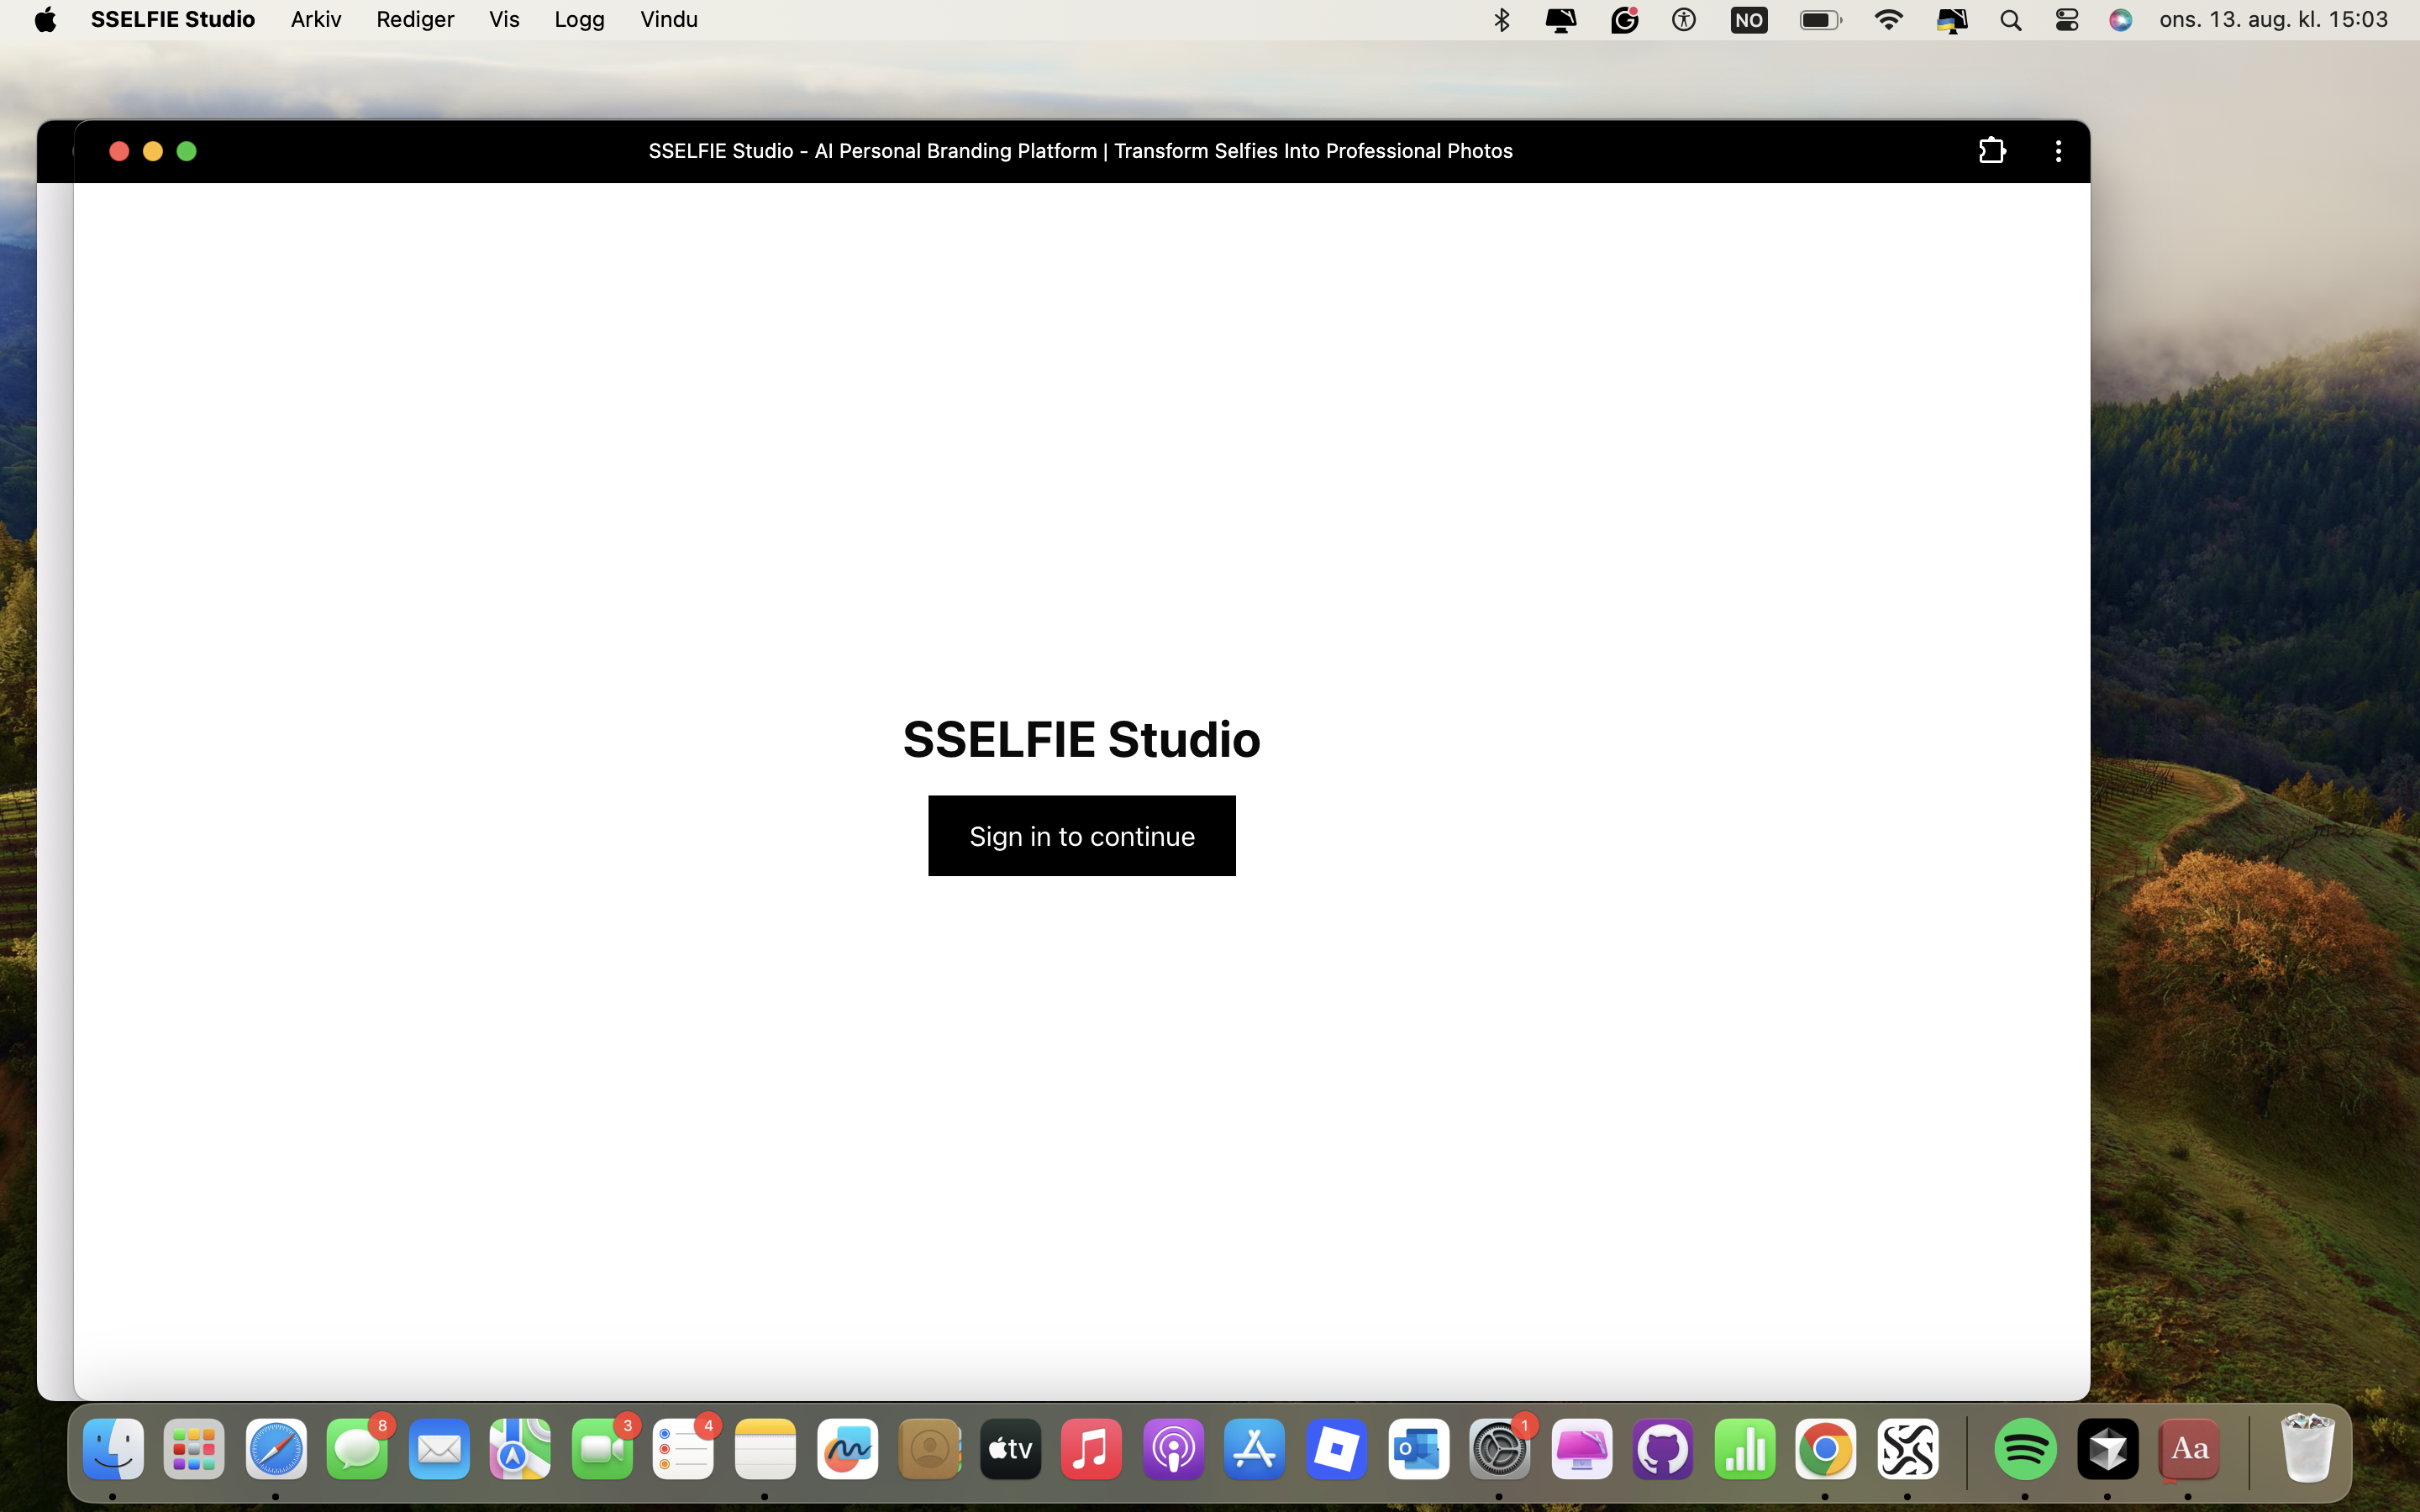 SSELFIE Studio Arkiv Rediger Vis Logg Vindu NO ons. 13. aug. kl. 15:03
SSELFIE Studio - AI Personal Branding Platform | Transform Selfies Into Professional Photos
SSELFIE Studio
Sign in to continue
8 3 4 1
tv O Aa